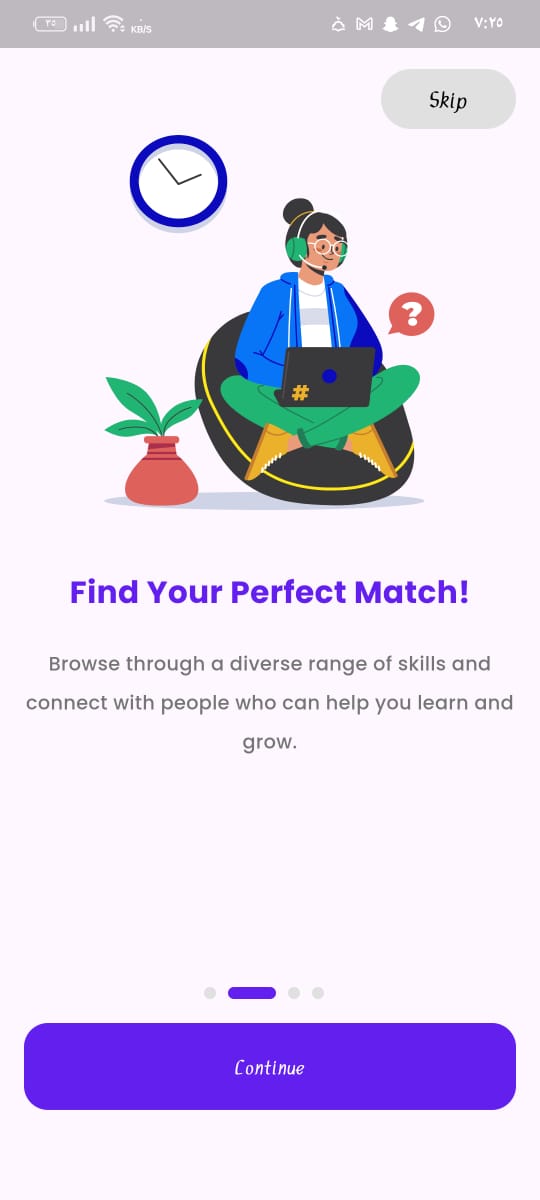 ٣٥
KB/S
٧:٢٥
Skip
?
#
Find Your Perfect Match!
Browse through a diverse range of skills and
connect with people who can help you learn and
grow.
Continue